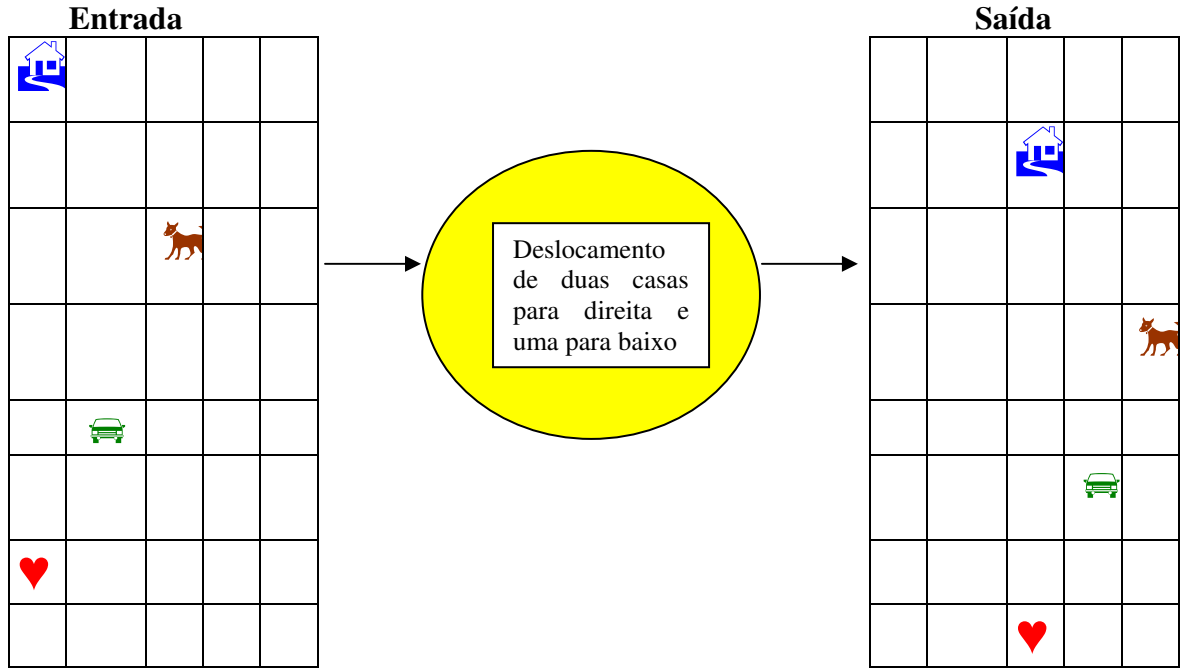 Entrada
Saída
Deslocamento
de duas casas
para direita e
uma para baixo